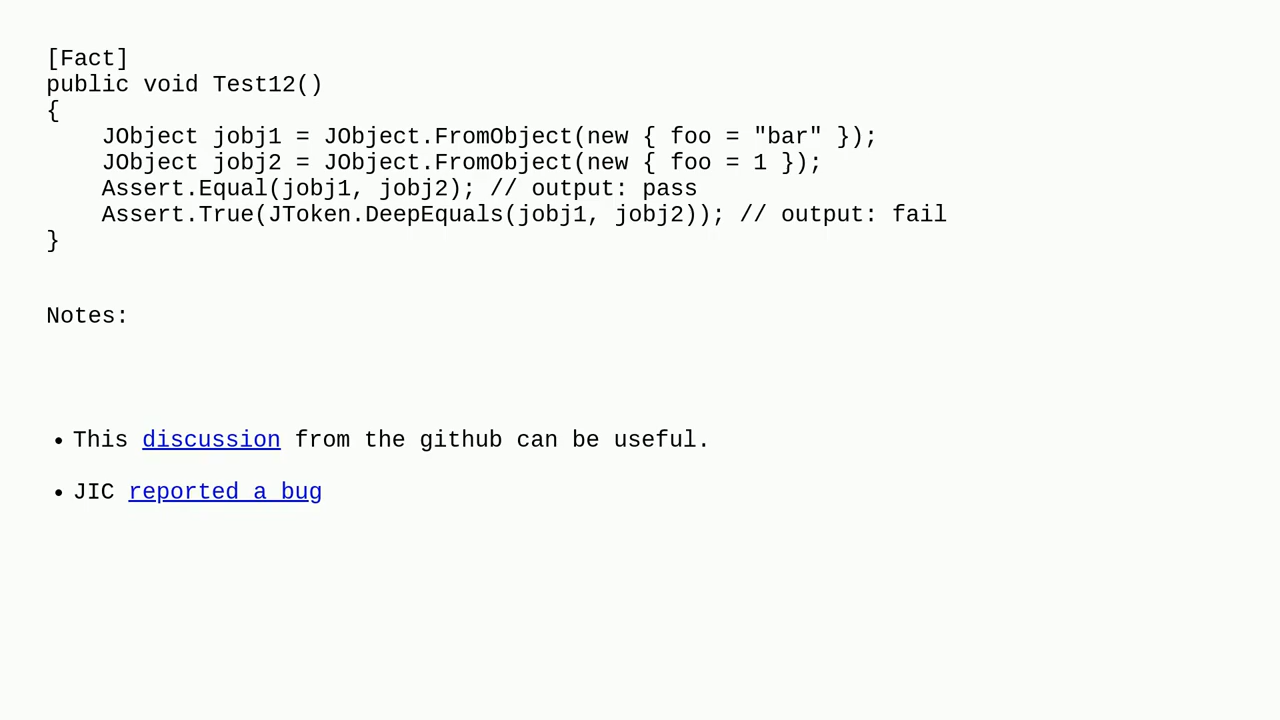 [Fact]
public void Test12()
{
    JObject jobj1 = JObject.FromObject(new { foo = "bar" });
    JObject jobj2 = JObject.FromObject(new { foo = 1 });
    Assert.Equal(jobj1, jobj2); // output: pass
    Assert.True(JToken.DeepEquals(jobj1, jobj2)); // output: fail
}
Notes:
• This discussion from the github can be useful.
• JIC reported a bug